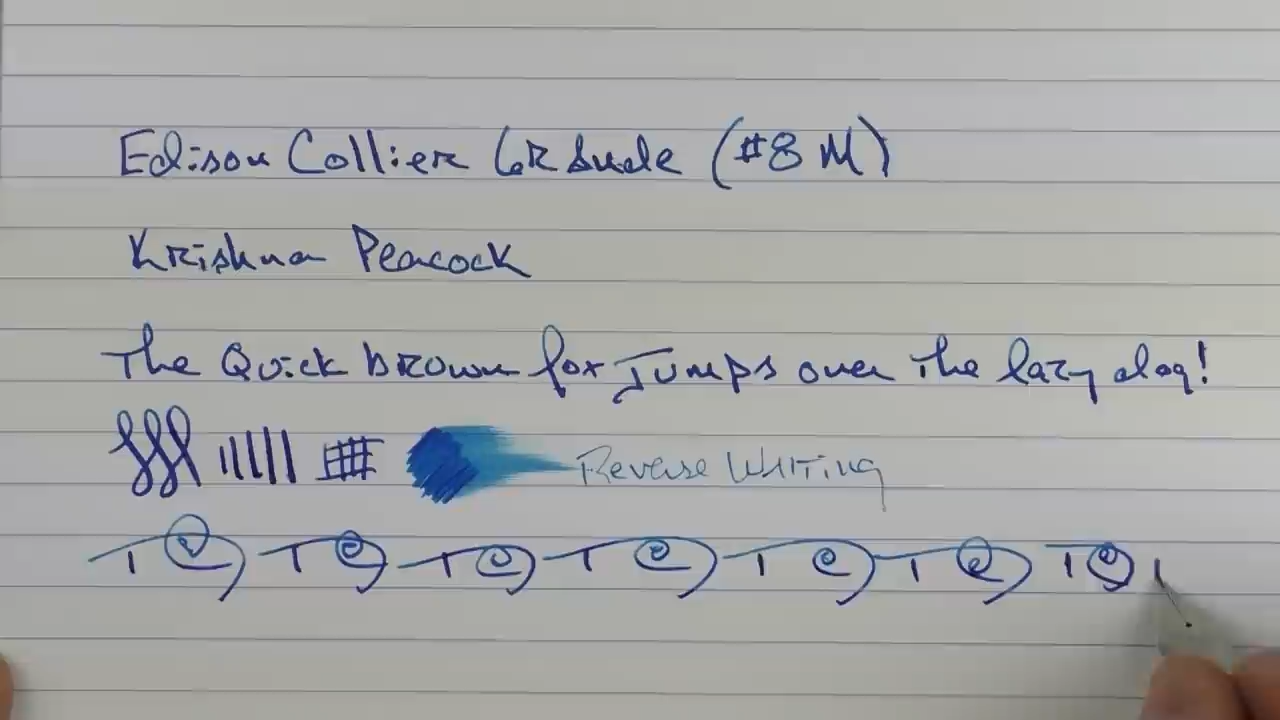 Edison Collier Grande (#8 M)
Krishna Peacock
The Quick brown fox Jumps over The lazy dog!
Reverse Writing